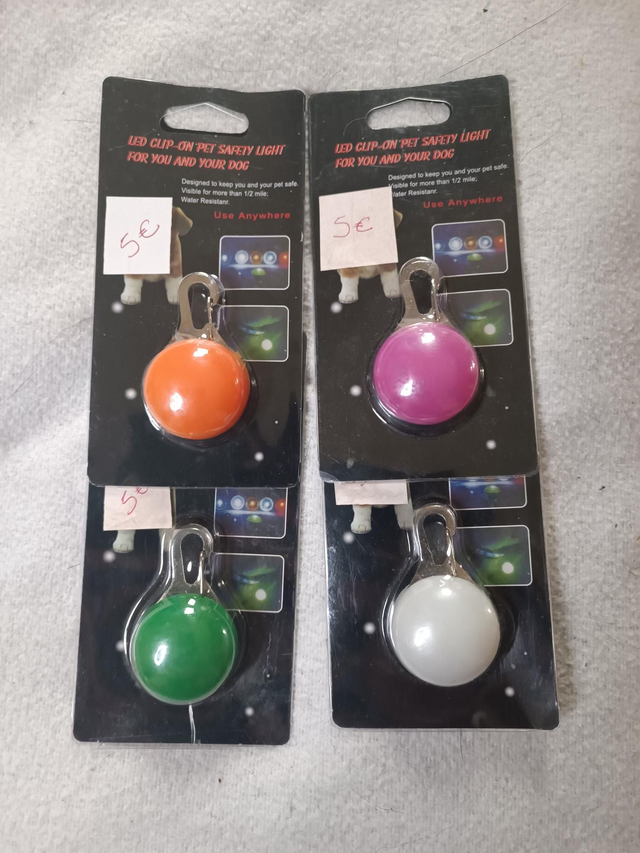 LED CLIP-ON PET SAFETY LIGHT
FOR YOU AND YOUR DOG
Designed to keep you and your pet safe.
Visible for more than 1/2 mile;
Water Resistanr.
Use Anywhere
5€
LED CLIP-ON PET SAFETY LIGHT
FOR YOU AND YOUR DOG
Designed to keep you and your pet safe.
Visible for more than 1/2 mile;
Water Resistanr.
Use Anywhere
5€
5€